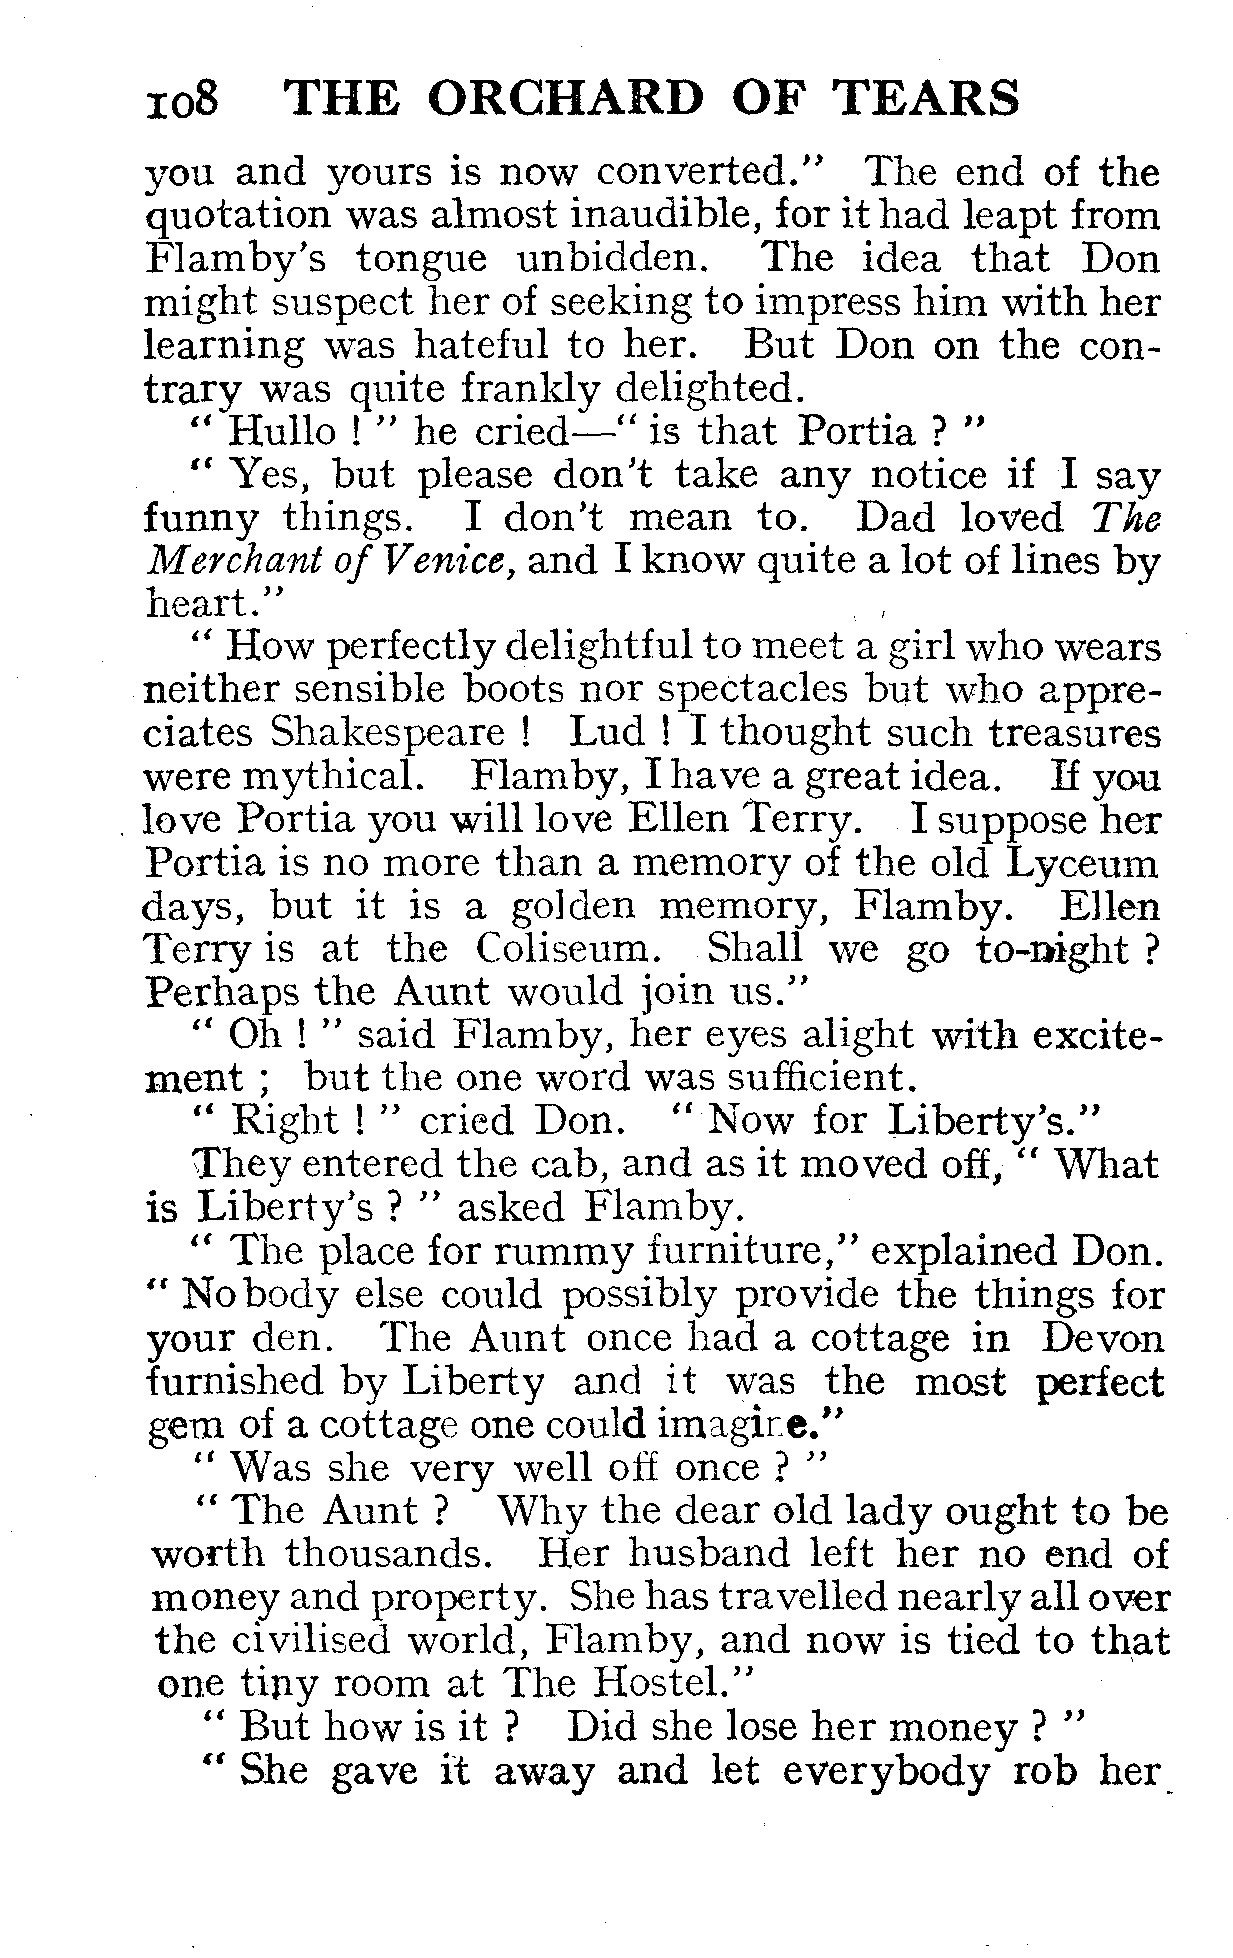 108 THE ORCHARD OF TEARS
you and yours is now converted." The end of the
quotation was almost inaudible, for it had leapt from
Flamby's tongue unbidden. The idea that Don
might suspect her of seeking to impress him with her
learning was hateful to her. But Don on the con-
trary was quite frankly delighted.
" Hullo ! " he cried—" is that Portia ? "
" Yes, but please don't take any notice if I say
funny things. I don't mean to. Dad loved The
Merchant of Venice, and I know quite a lot of lines by
heart."
" How perfectly delightful to meet a girl who wears
neither sensible boots nor spectacles but who appre-
ciates Shakespeare ! Lud ! I thought such treasures
were mythical. Flamby, I have a great idea. If you
love Portia you will love Ellen Terry. I suppose her
Portia is no more than a memory of the old Lyceum
days, but it is a golden memory, Flamby. Ellen
Terry is at the Coliseum. Shall we go to-night ?
Perhaps the Aunt would join us."
" Oh ! " said Flamby, her eyes alight with excite-
ment ; but the one word was sufficient.
" Right ! " cried Don. " Now for Liberty's."
They entered the cab, and as it moved off, " What
is Liberty's ? " asked Flamby.
" The place for rummy furniture," explained Don.
" Nobody else could possibly provide the things for
your den. The Aunt once had a cottage in Devon
furnished by Liberty and it was the most perfect
gem of a cottage one could imagine."
" Was she very well off once ? "
" The Aunt ? Why the dear old lady ought to be
worth thousands. Her husband left her no end of
money and property. She has travelled nearly all over
the civilised world, Flamby, and now is tied to that
one tiny room at The Hostel."
" But how is it ? Did she lose her money ? "
" She gave it away and let everybody rob her